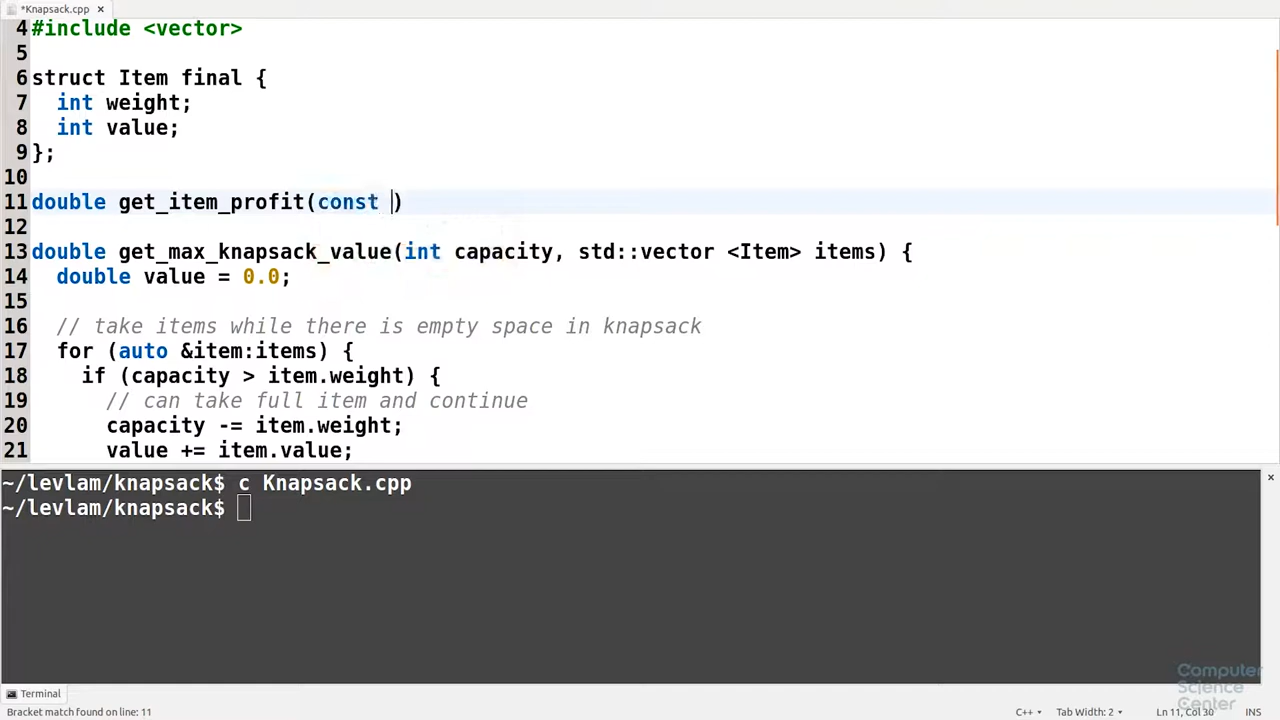 *Knapsack.cpp ×
4 #include <vector>
5
6 struct Item final {
7   int weight;
8   int value;
9 };
10
11 double get_item_profit(const )
12
13 double get_max_knapsack_value(int capacity, std::vector <Item> items) {
14   double value = 0.0;
15
16   // take items while there is empty space in knapsack
17   for (auto &item:items) {
18     if (capacity > item.weight) {
19       // can take full item and continue
20       capacity -= item.weight;
21       value += item.value;
~/levlam/knapsack$ c Knapsack.cpp
~/levlam/knapsack$
Terminal
Bracket match found on line: 11 C++ Tab Width: 2 Ln 11, Col 30 INS
Computer
Science
Center